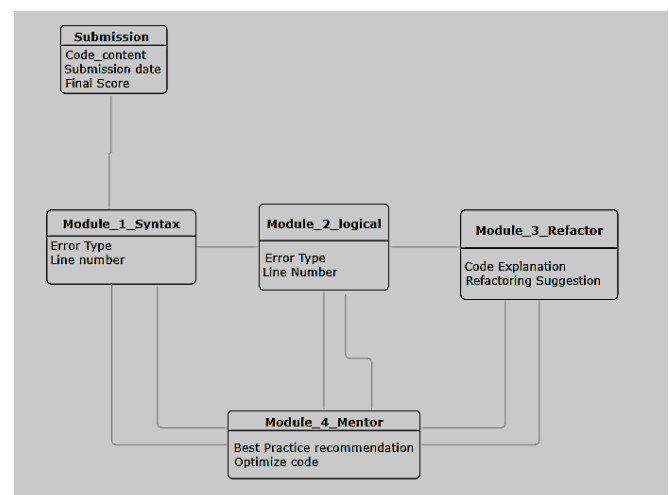 Submission
Code_content
Submission date
Final Score
Module_1_Syntax
Error Type
Line number
Module_2_logical
Error Type
Line Number
Module_3_Refactor
Code Explanation
Refactoring Suggestion
Module_4_Mentor
Best Practice recommendation
Optimize code